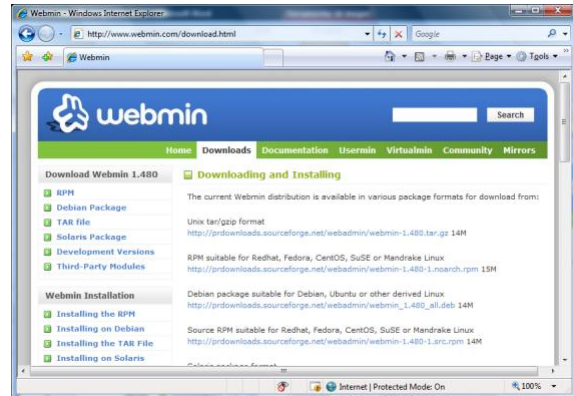 Webmin - Windows Internet Explorer
http://www.webmin.com/download.html
Google
Webmin
Page
Tools
webmin
Search
Home Downloads Documentation Usermin Virtualmin Community Mirrors
Download Webmin 1.480
RPM
Debian Package
TAR file
Solaris Package
Development Versions
Third-Party Modules
Webmin Installation
Installing the RPM
Installing on Debian
Installing the TAR File
Installing on Solaris
Downloading and Installing
The current Webmin distribution is available in various package formats for download from:
Unix tar/gzip format
http://prdownloads.sourceforge.net/webadmin/webmin-1.480.tar.gz 14M
RPM suitable for Redhat, Fedora, CentOS, SuSE or Mandrake Linux
http://prdownloads.sourceforge.net/webadmin/webmin-1.480-1.noarch.rpm 15M
Debian package suitable for Debian, Ubuntu or other derived Linux
http://prdownloads.sourceforge.net/webadmin/webmin_1.480_all.deb 14M
Source RPM suitable for Redhat, Fedora, CentOS, SuSE or Mandrake Linux
http://prdownloads.sourceforge.net/webadmin/webmin-1.480-1.src.rpm 15M
Internet | Protected Mode: On
100%